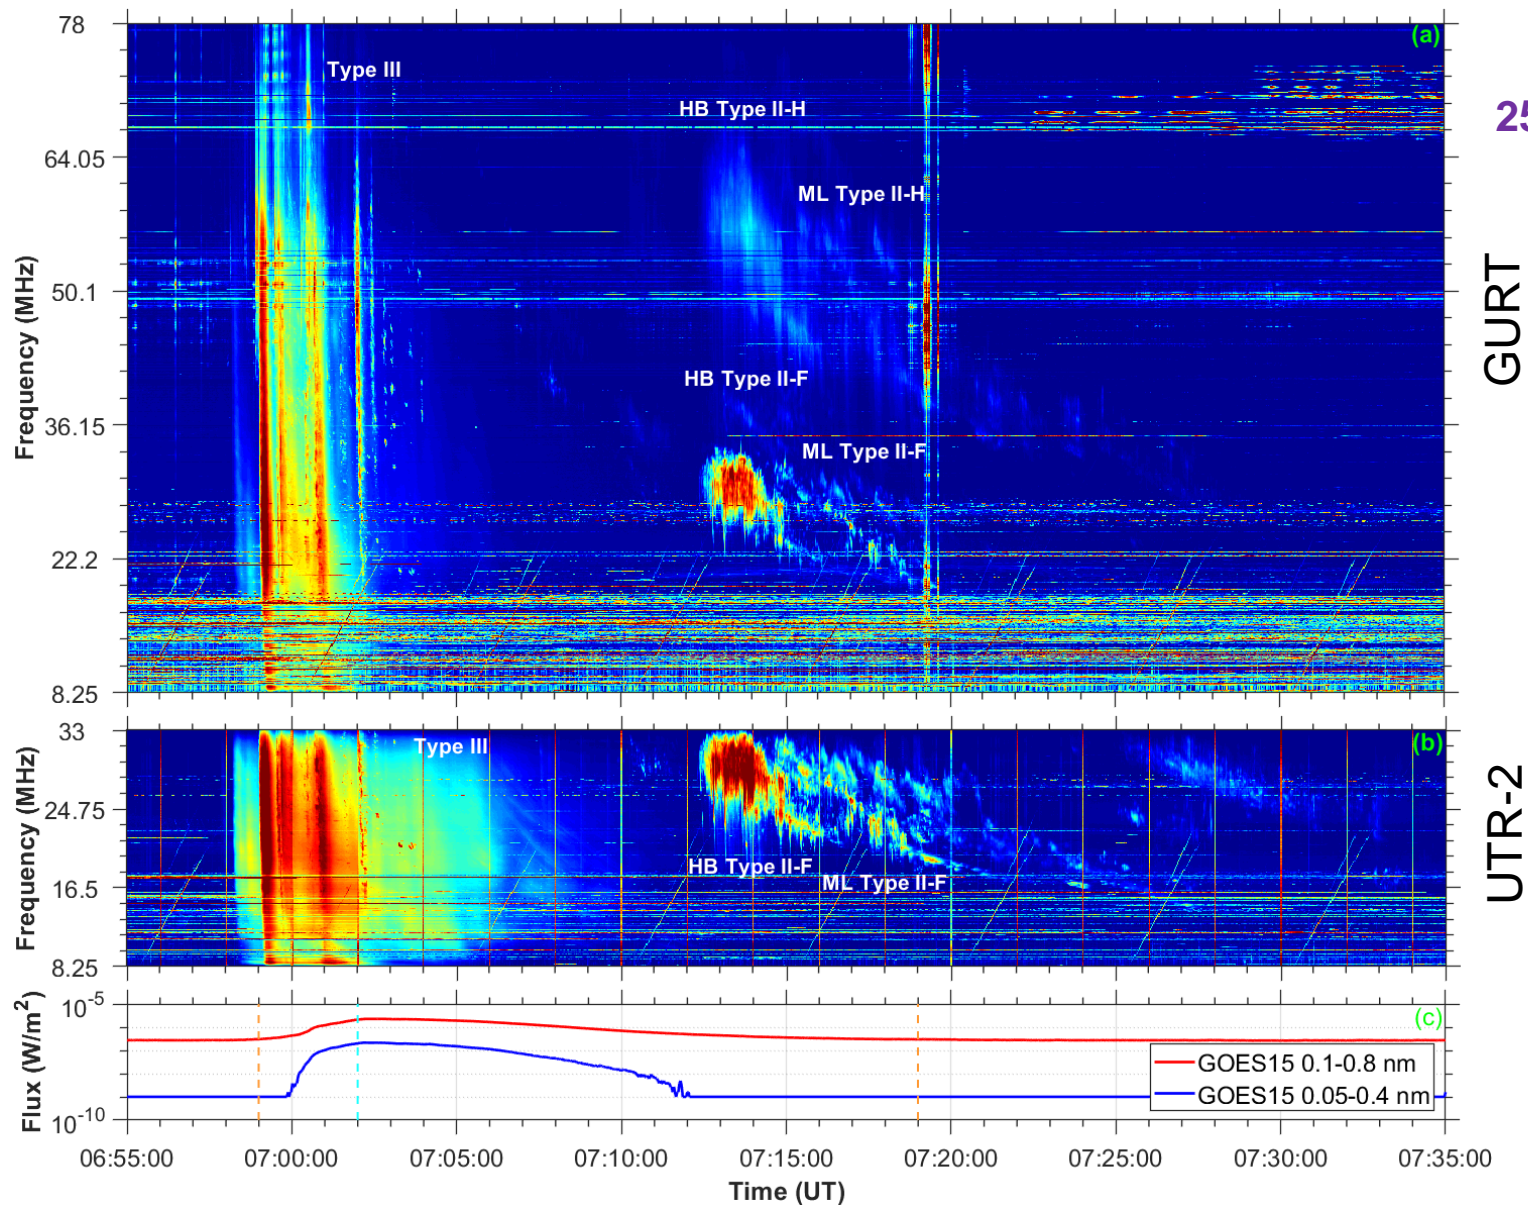 78
64.05
50.1
36.15
22.2
8.25
Frequency (MHz)
(a)
Type III
HB Type II-H
ML Type II-H
HB Type II-F
ML Type II-F
25
GURT
33
24.75
16.5
8.25
Frequency (MHz)
(b)
Type III
HB Type II-F
ML Type II-F
UTR-2
10^-5
10^-10
Flux (W/m²)
(c)
GOES15 0.1-0.8 nm
GOES15 0.05-0.4 nm
06:55:00 07:00:00 07:05:00 07:10:00 07:15:00 07:20:00 07:25:00 07:30:00 07:35:00
Time (UT)